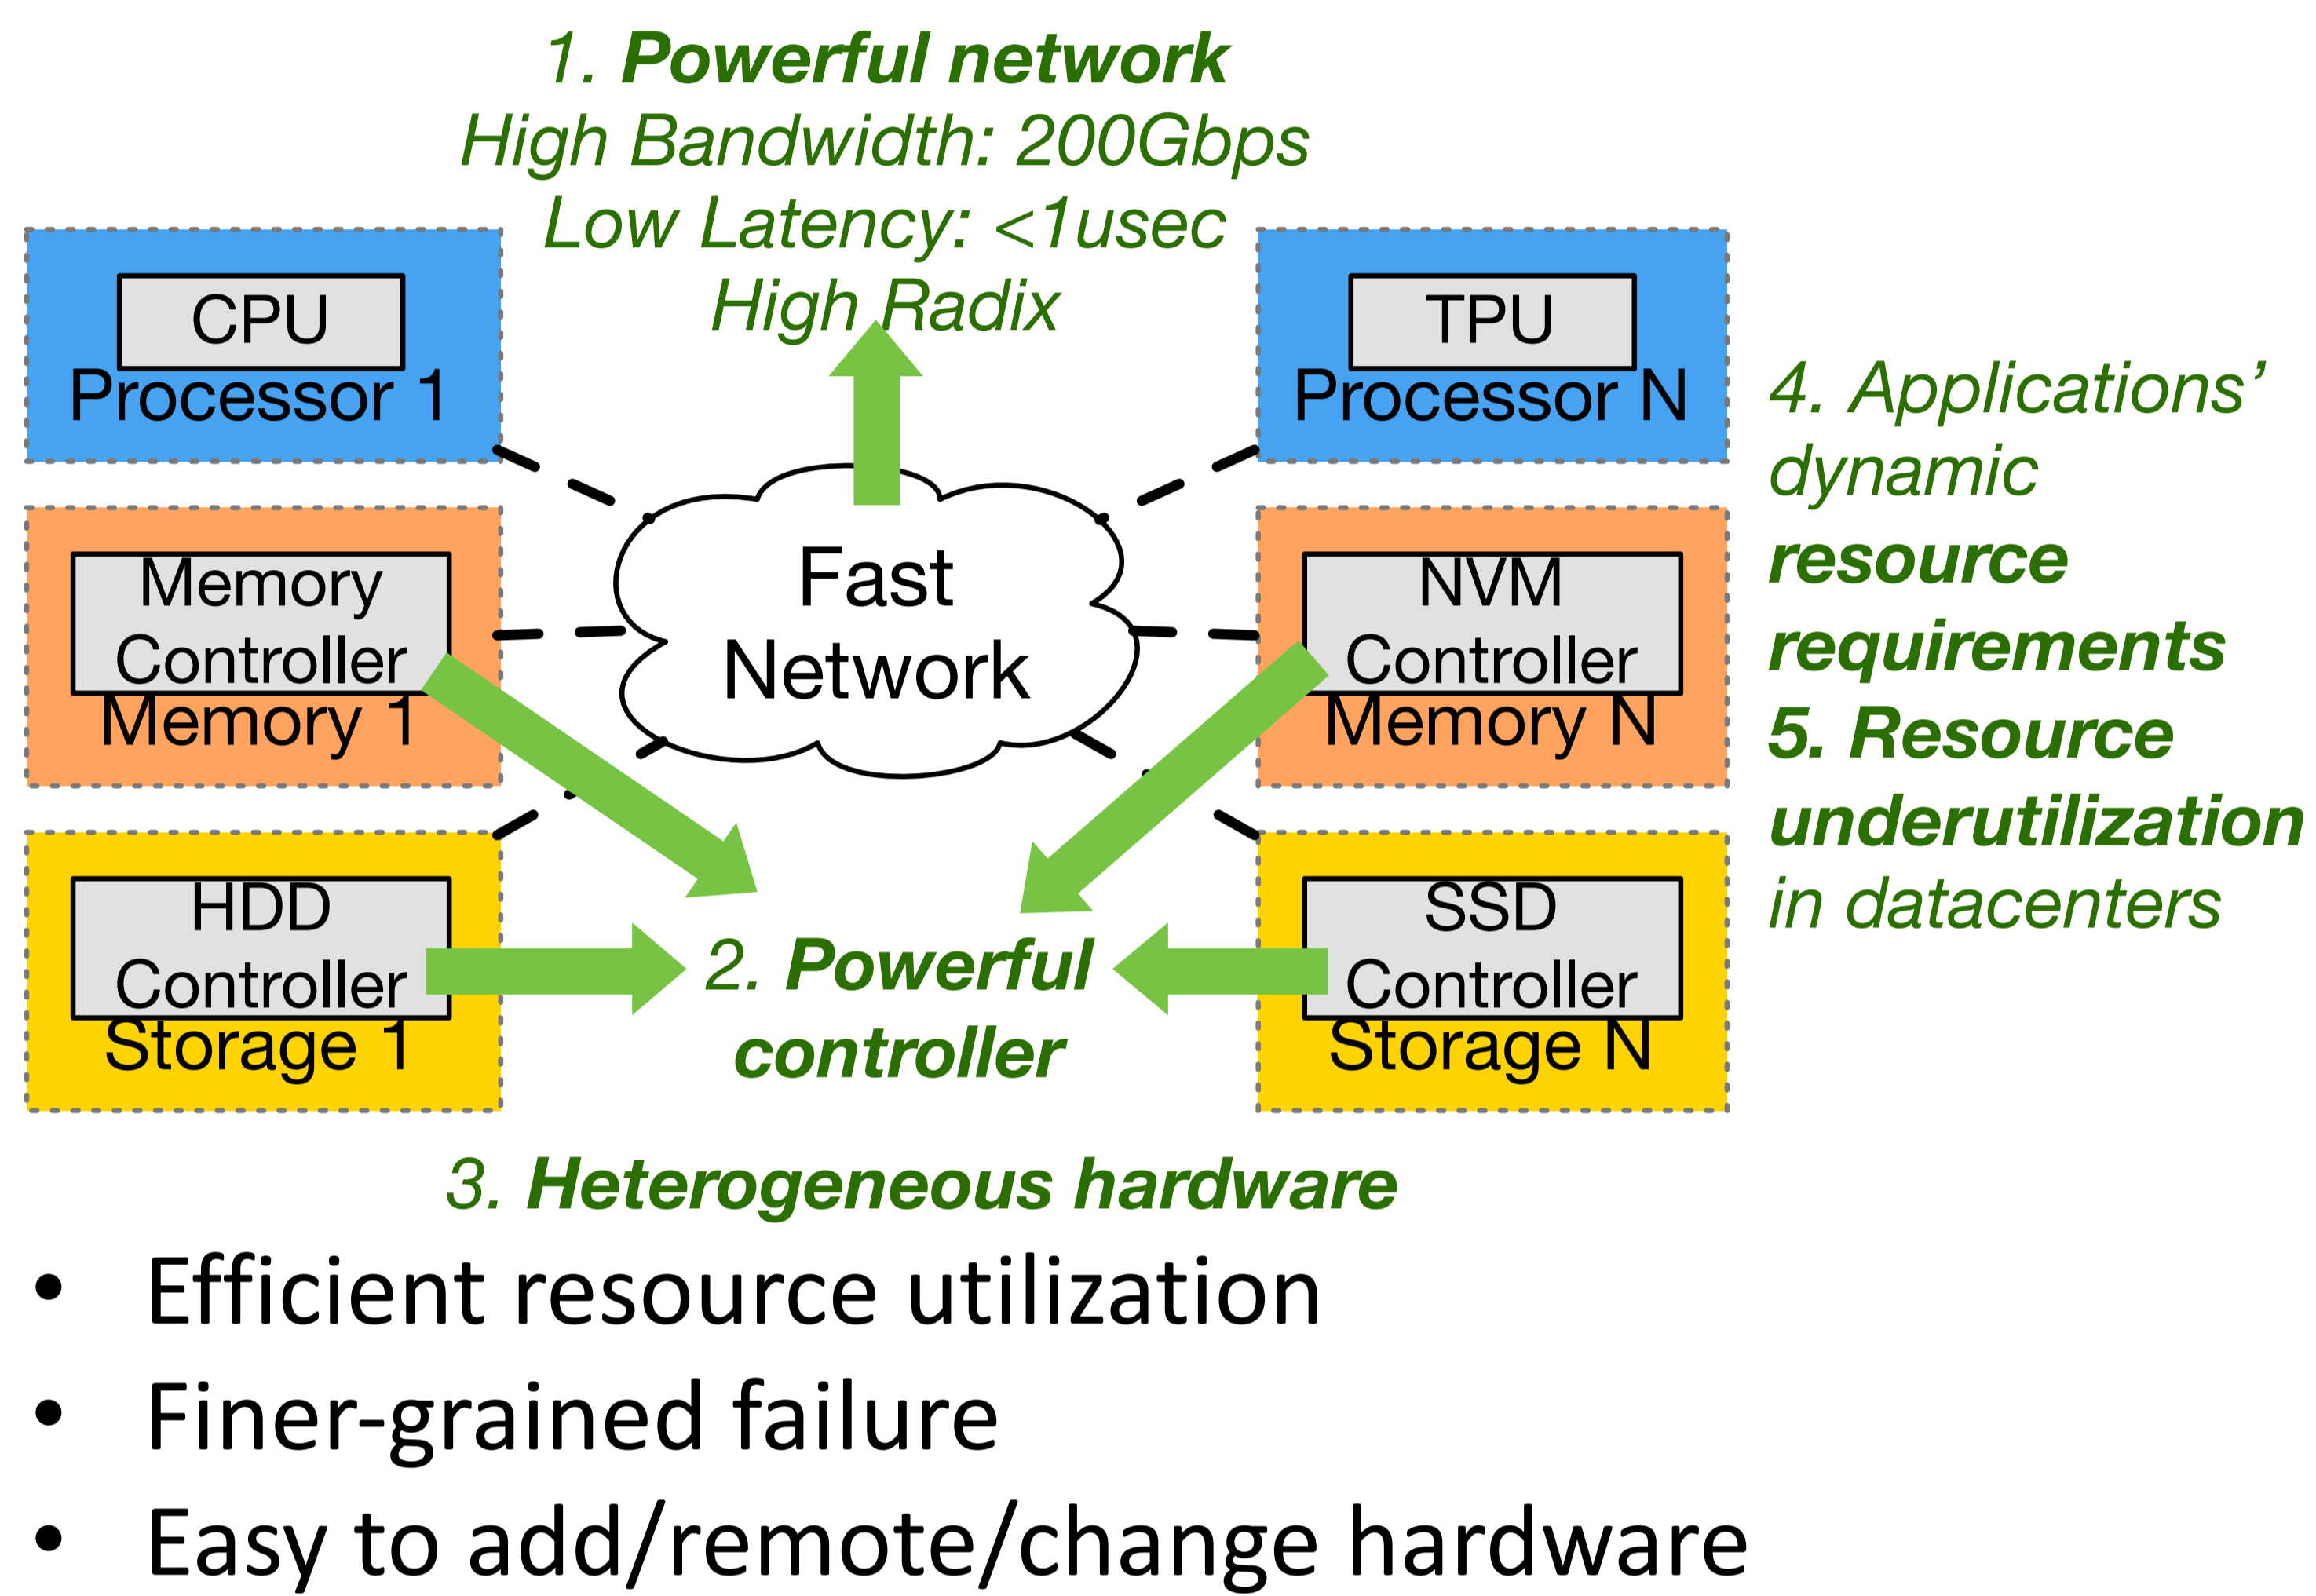 1. Powerful network
High Bandwidth: 200Gbps
Low Latency: <1usec
High Radix
CPU
Processor 1
TPU
Processor N
Memory
Controller
Memory 1
Fast
Network
NVM
Controller
Memory N
HDD
Controller
Storage 1
2. Powerful
controller
SSD
Controller
Storage N
4. Applications’
dynamic
resource
requirements
5. Resource
underutilization
in datacenters
3. Heterogeneous hardware
• Efficient resource utilization
• Finer-grained failure
• Easy to add/remote/change hardware